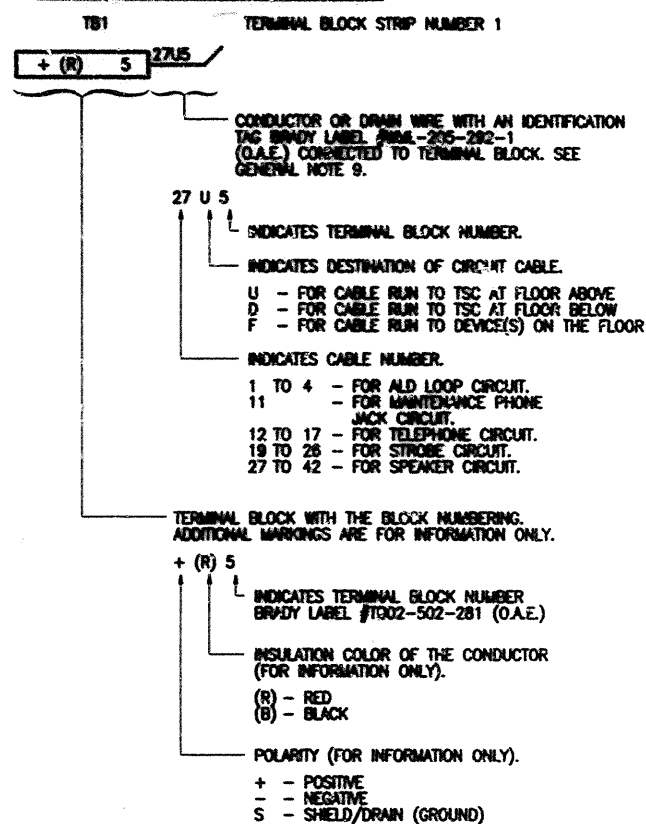 TB1 TERMINAL BLOCK STRIP NUMBER 1
+ (R) 5 27U5
CONDUCTOR OR DRAIN WIRE WITH AN IDENTIFICATION
TAG BRADY LABEL
(O.A.E.) CONNECTED TO TERMINAL BLOCK. SEE
GENERAL NOTE 9.
27 U 5
INDICATES TERMINAL BLOCK NUMBER.
INDICATES DESTINATION OF CIRCUIT CABLE.
U - FOR CABLE RUN TO TSC AT FLOOR ABOVE
D - FOR CABLE RUN TO TSC AT FLOOR BELOW
F - FOR CABLE RUN TO DEVICE(S) ON THE FLOOR
INDICATES CABLE NUMBER.
1 TO 4 - FOR ALD LOOP CIRCUIT.
11 - FOR MAINTENANCE PHONE
JACK CIRCUIT.
12 TO 17 - FOR TELEPHONE CIRCUIT.
19 TO 26 - FOR STROBE CIRCUIT.
27 TO 42 - FOR SPEAKER CIRCUIT.
TERMINAL BLOCK WITH THE BLOCK NUMBERING.
ADDITIONAL MARKINGS ARE FOR INFORMATION ONLY.
+ (R) 5
INDICATES TERMINAL BLOCK NUMBER
BRADY LABEL (O.A.E.)
INSULATION COLOR OF THE CONDUCTOR
(FOR INFORMATION ONLY).
(R) - RED
(B) - BLACK
POLARITY (FOR INFORMATION ONLY).
+ - POSITIVE
- - NEGATIVE
S - SHIELD/DRAIN (GROUND)